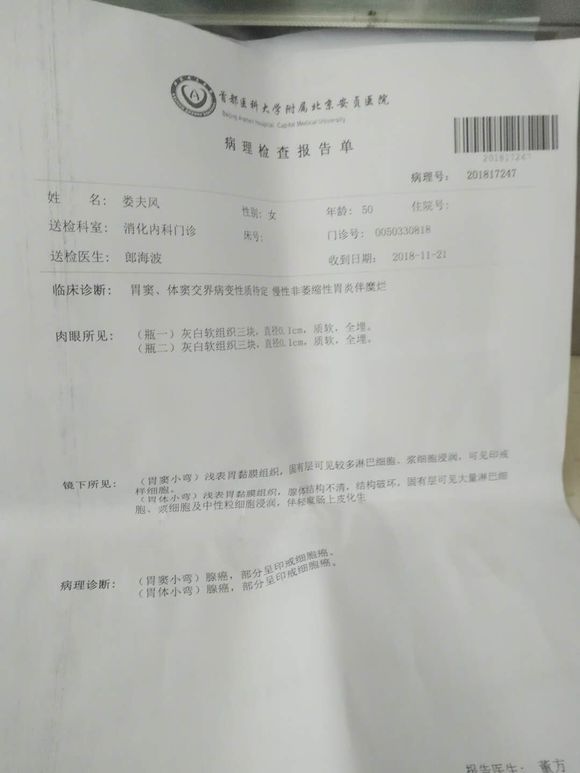 首都医科大学附属北京安贞医院
Beijing Anzhen Hospital, Capital Medical University
病理检查报告单
201817247
病理号: 201817247
姓 名: 娄夫风 性别: 女 年龄: 50 住院号:
送检科室: 消化内科门诊 床号: 门诊号: 0050330818
送检医生: 郎海波 收到日期: 2018-11-21
临床诊断: 胃窦、体窦交界病变性质待定 慢性非萎缩性胃炎伴糜烂
肉眼所见: (瓶一) 灰白软组织三块, 直径0.1cm, 质软, 全埋。
(瓶二) 灰白软组织三块, 直径0.1cm, 质软, 全埋。
镜下所见: (胃窦小弯) 浅表胃黏膜组织, 固有层可见较多淋巴细胞、浆细胞浸润, 可见印戒
样细胞。
(胃体小弯) 浅表胃黏膜组织, 腺体结构不清, 结构破坏, 固有层可见大量淋巴细
胞、浆细胞及中性粒细胞浸润, 伴轻度肠上皮化生
病理诊断: (胃窦小弯) 腺癌, 部分呈印戒细胞癌。
(胃体小弯) 腺癌, 部分呈印戒细胞癌。
报告医生: 董方